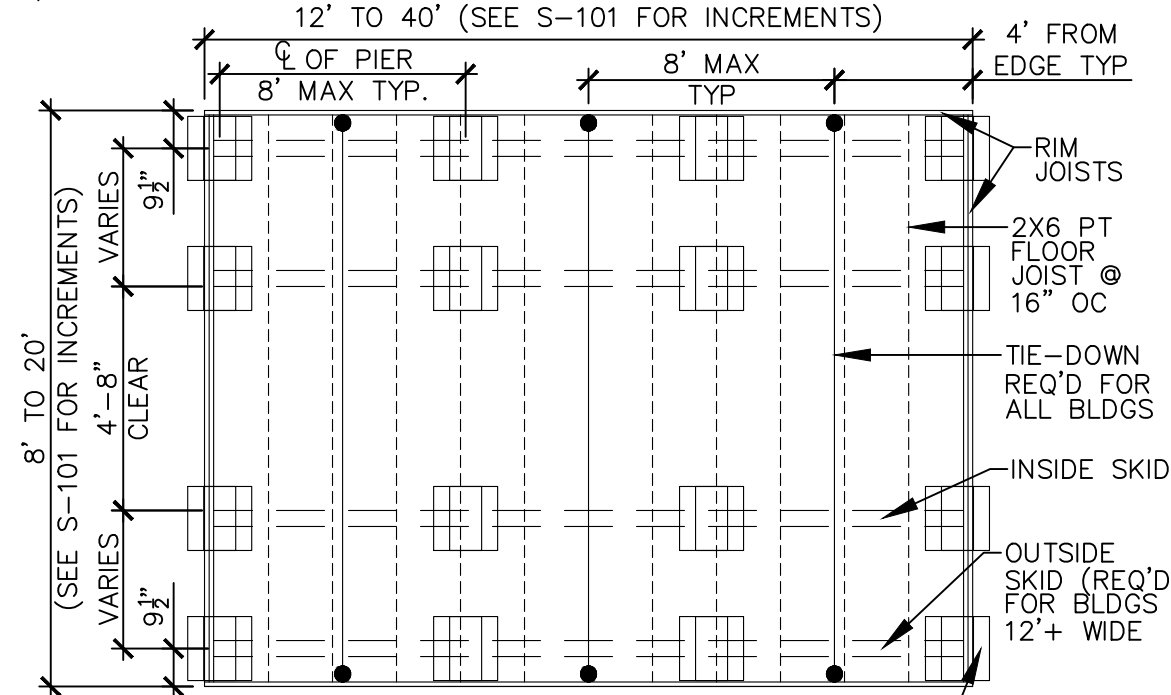 12' TO 40' (SEE S-101 FOR INCREMENTS)
℄ OF PIER
8' MAX TYP.
8' MAX
TYP
4' FROM
EDGE TYP
8' TO 20'
(SEE S-101 FOR INCREMENTS)
VARIES
9½"
4'-8"
CLEAR
VARIES
9½"
RIM
JOISTS
2X6 PT
FLOOR
JOIST @
16" OC
TIE-DOWN
REQ'D FOR
ALL BLDGS
INSIDE SKID
OUTSIDE
SKID (REQ'D
FOR BLDGS
12'+ WIDE